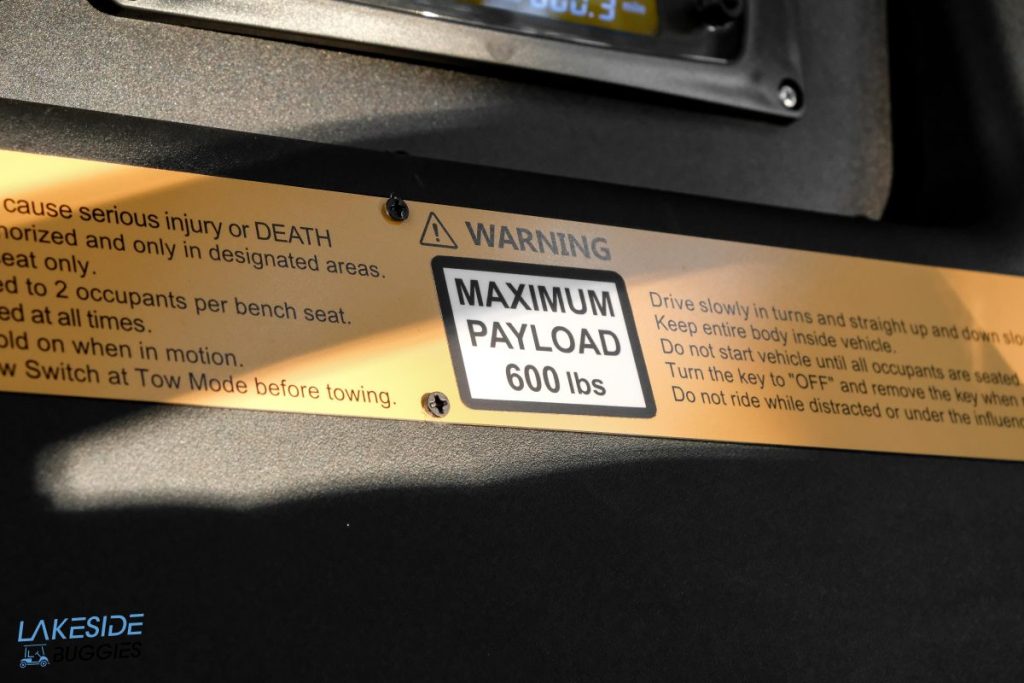 000.3 mile
cause serious injury or DEATH
horized and only in designated areas.
seat only.
ed to 2 occupants per bench seat.
ed at all times.
old on when in motion.
w Switch at Tow Mode before towing.
WARNING
MAXIMUM
PAYLOAD
600 lbs
Drive slowly in turns and straight up and down slo
Keep entire body inside vehicle.
Do not start vehicle until all occupants are seated
Turn the key to "OFF" and remove the key when
Do not ride while distracted or under the influen
LAKESIDE
BUGGIES